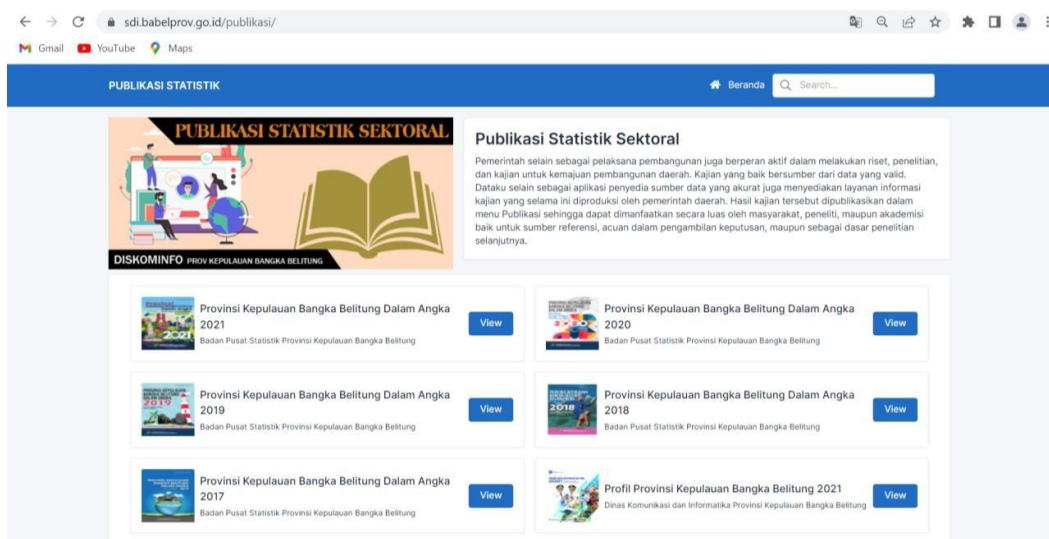 sdi.babelprov.go.id/publikasi/
Gmail YouTube Maps
PUBLIKASI STATISTIK
Beranda
Search...
PUBLIKASI STATISTIK SEKTORAL
DISKOMINFO PROV KEPULAUAN BANGKA BELITUNG
Publikasi Statistik Sektoral
Pemerintah selain sebagai pelaksana pembangunan juga berperan aktif dalam melakukan riset, penelitian,
dan kajian untuk kemajuan pembangunan daerah. Kajian yang baik bersumber dari data yang valid.
Dataku selain sebagai aplikasi penyedia sumber data yang akurat juga menyediakan layanan informasi
kajian yang selama ini diproduksi oleh pemerintah daerah. Hasil kajian tersebut dipublikasikan dalam
menu Publikasi sehingga dapat dimanfaatkan secara luas oleh masyarakat, peneliti, maupun akademisi
baik untuk sumber referensi, acuan dalam pengambilan keputusan, maupun sebagai dasar penelitian
selanjutnya.
Provinsi Kepulauan Bangka Belitung Dalam Angka
2021
Badan Pusat Statistik Provinsi Kepulauan Bangka Belitung
View
Provinsi Kepulauan Bangka Belitung Dalam Angka
2020
Badan Pusat Statistik Provinsi Kepulauan Bangka Belitung
View
2019
Provinsi Kepulauan Bangka Belitung Dalam Angka
2019
Badan Pusat Statistik Provinsi Kepulauan Bangka Belitung
View
2018
Provinsi Kepulauan Bangka Belitung Dalam Angka
2018
Badan Pusat Statistik Provinsi Kepulauan Bangka Belitung
View
Provinsi Kepulauan Bangka Belitung Dalam Angka
2017
Badan Pusat Statistik Provinsi Kepulauan Bangka Belitung
View
Profil Provinsi Kepulauan Bangka Belitung 2021
Dinas Komunikasi dan Informatika Provinsi Kepulauan Bangka Belitung
View